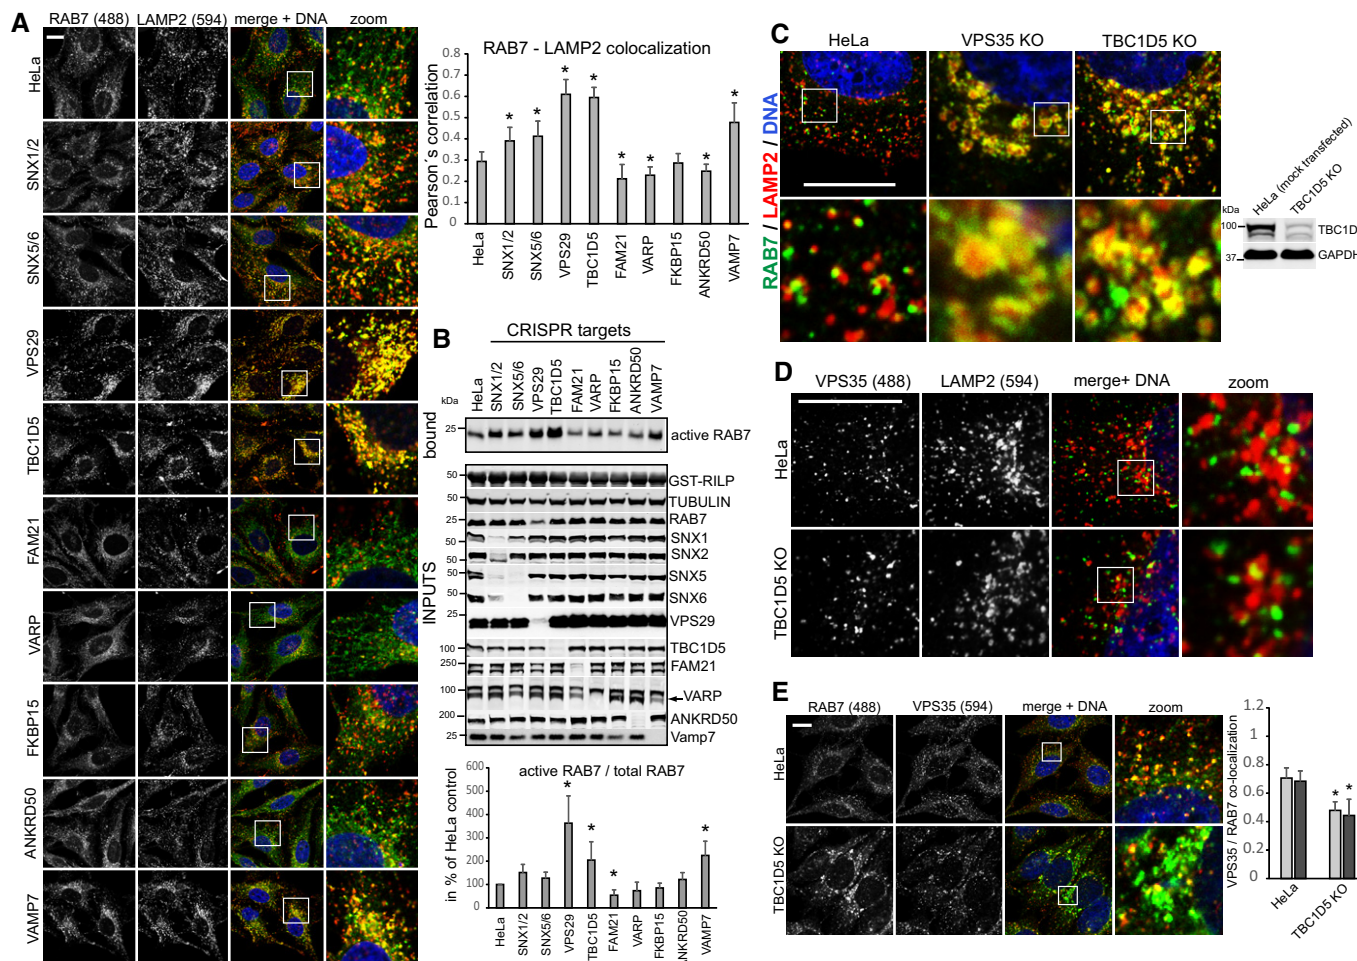 A
RAB7 (488) LAMP2 (594) merge + DNA zoom
HeLa
SNX1/2
SNX5/6
VPS29
TBC1D5
FAM21
VARP
FKBP15
ANKRD50
VAMP7
RAB7 - LAMP2 colocalization
Pearson´s correlation
0.8
0.7
0.6
0.5
0.4
0.3
0.2
0.1
0
* * * * * * * *
HeLa SNX1/2 SNX5/6 VPS29 TBC1D5 FAM21 VARP FKBP15 ANKRD50 VAMP7
B
CRISPR targets
HeLa SNX1/2 SNX5/6 VPS29 TBC1D5 FAM21 VARP FKBP15 ANKRD50 VAMP7
kDa
bound
25 active RAB7
INPUTS
50 GST-RILP
50 TUBULIN
25 RAB7
50 SNX1
50 SNX2
50 SNX5
50 SNX6
25 VPS29
100 TBC1D5
250 FAM21
100 VARP
200 ANKRD50
25 Vamp7
active RAB7 / total RAB7
in % of HeLa control
600
500
400
300
200
100
0
* * * *
HeLa SNX1/2 SNX5/6 VPS29 TBC1D5 FAM21 VARP FKBP15 ANKRD50 VAMP7
C
HeLa VPS35 KO TBC1D5 KO
RAB7 / LAMP2 / DNA
HeLa (mock transfected)
TBC1D5 KO
kDa
100 TBC1D
37 GAPDH
D
VPS35 (488) LAMP2 (594) merge+ DNA zoom
HeLa
TBC1D5 KO
E
RAB7 (488) VPS35 (594) merge + DNA zoom
HeLa
TBC1D5 KO
VPS35 / RAB7 co-localization
1.2
1
0.8
0.6
0.4
0.2
0
* *
HeLa
TBC1D5 KO